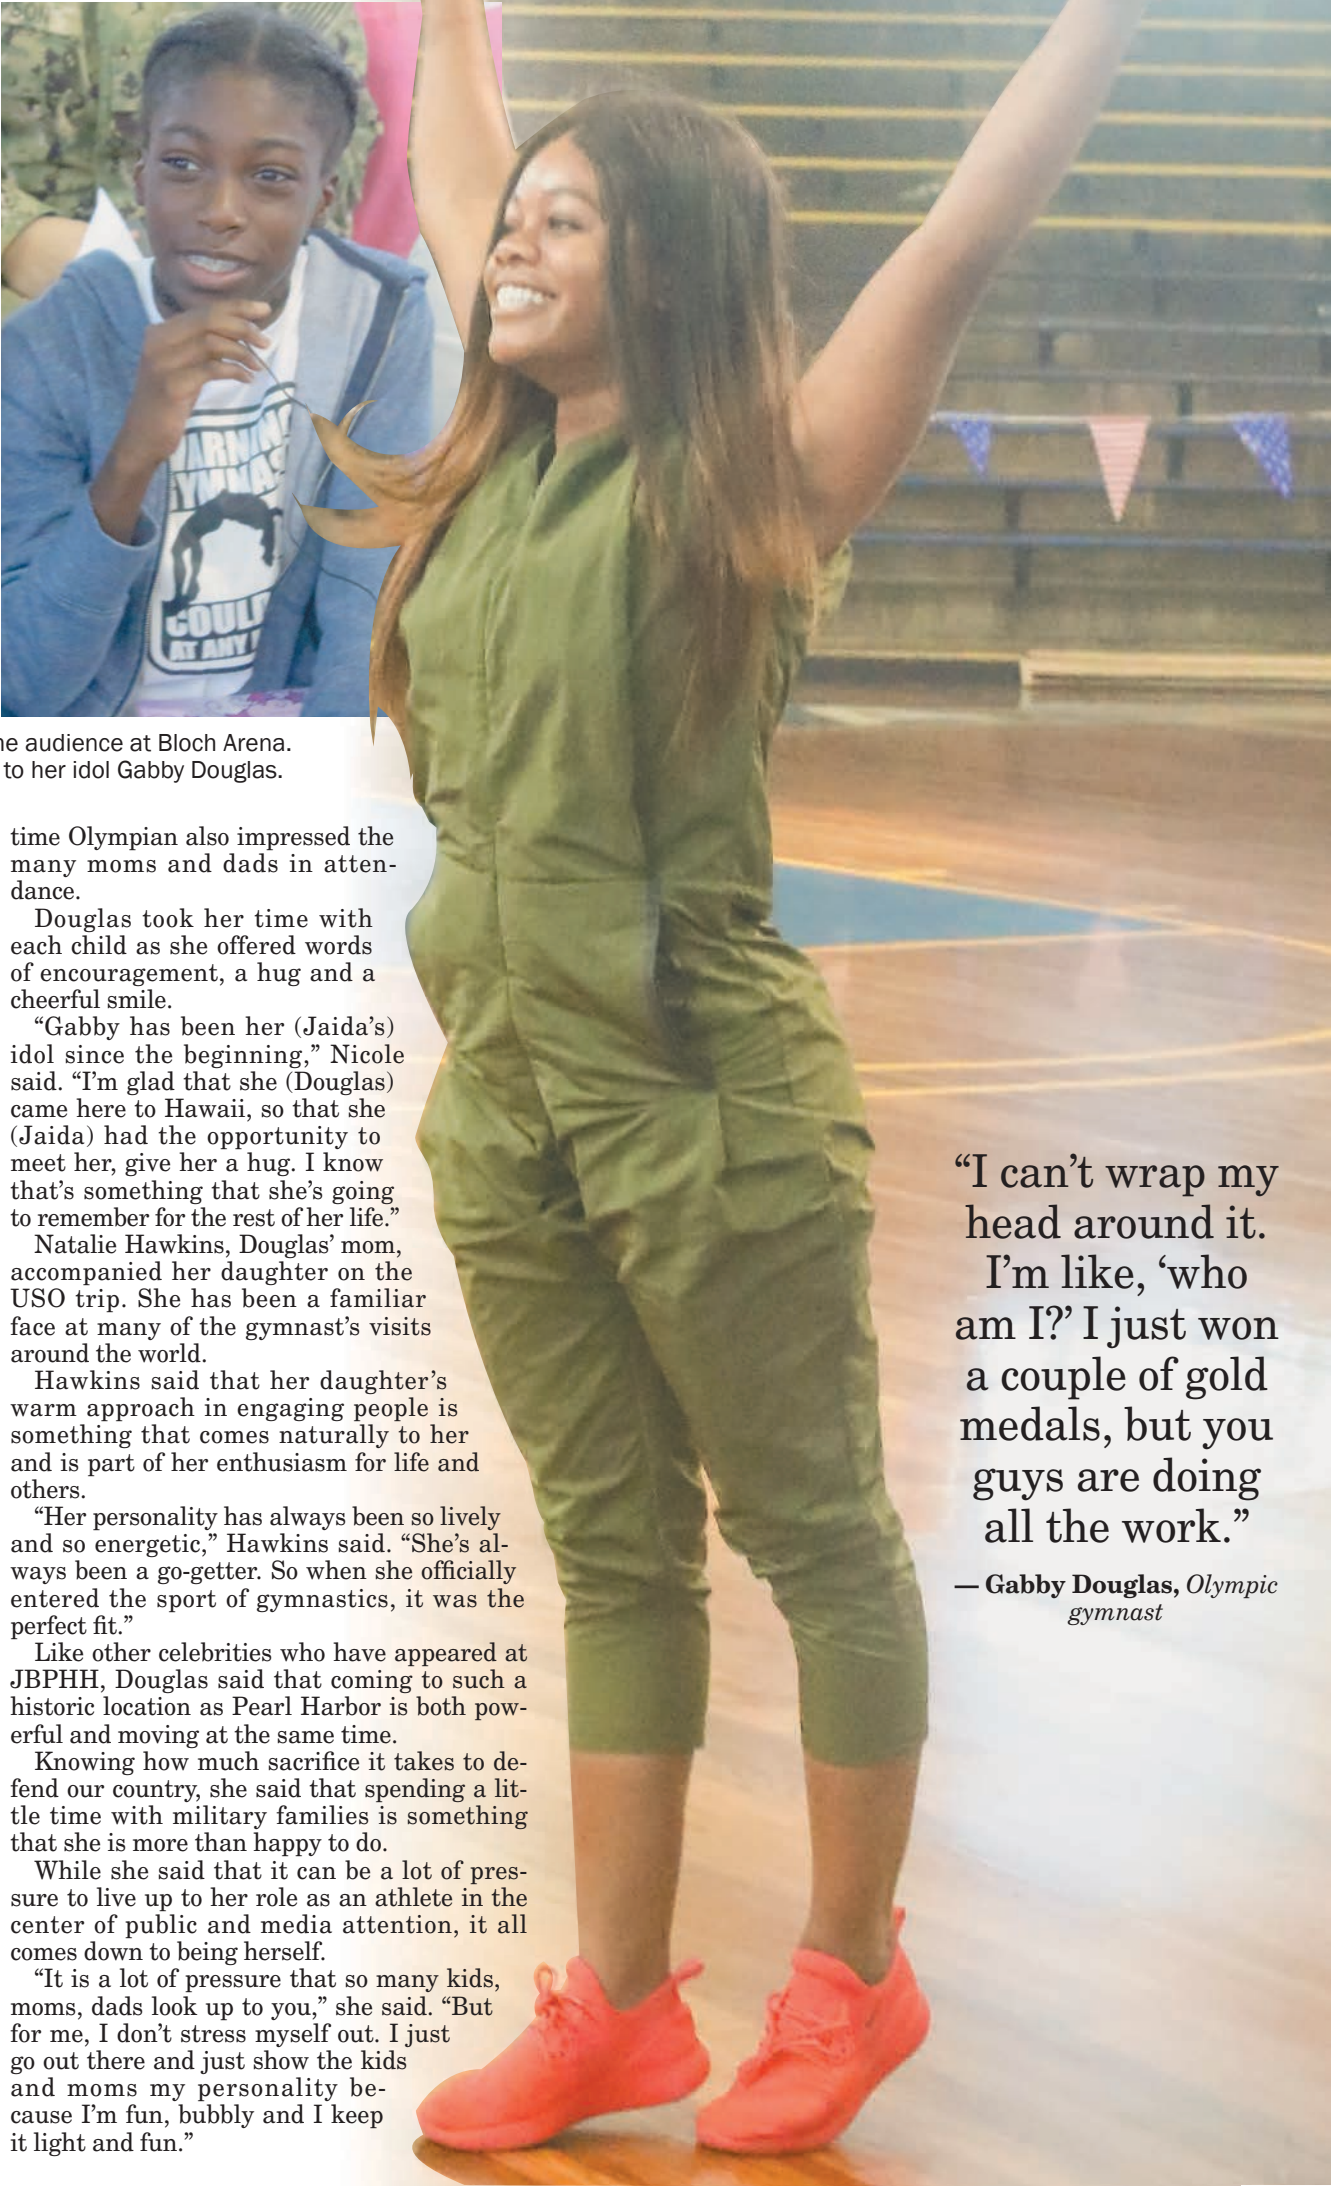 WARNING
GYMNAS
COULD
AT ANY
he audience at Bloch Arena.
to her idol Gabby Douglas.
time Olympian also impressed the
many moms and dads in atten-
dance.
Douglas took her time with
each child as she offered words
of encouragement, a hug and a
cheerful smile.
“Gabby has been her (Jaida’s)
idol since the beginning,” Nicole
said. “I’m glad that she (Douglas)
came here to Hawaii, so that she
(Jaida) had the opportunity to
meet her, give her a hug. I know
that’s something that she’s going
to remember for the rest of her life.”
Natalie Hawkins, Douglas’ mom,
accompanied her daughter on the
USO trip. She has been a familiar
face at many of the gymnast’s visits
around the world.
Hawkins said that her daughter’s
warm approach in engaging people is
something that comes naturally to her
and is part of her enthusiasm for life and
others.
“Her personality has always been so lively
and so energetic,” Hawkins said. “She’s al-
ways been a go-getter. So when she officially
entered the sport of gymnastics, it was the
perfect fit.”
Like other celebrities who have appeared at
JBPHH, Douglas said that coming to such a
historic location as Pearl Harbor is both pow-
erful and moving at the same time.
Knowing how much sacrifice it takes to de-
fend our country, she said that spending a lit-
tle time with military families is something
that she is more than happy to do.
While she said that it can be a lot of pres-
sure to live up to her role as an athlete in the
center of public and media attention, it all
comes down to being herself.
“It is a lot of pressure that so many kids,
moms, dads look up to you,” she said. “But
for me, I don’t stress myself out. I just
go out there and just show the kids
and moms my personality be-
cause I’m fun, bubbly and I keep
it light and fun.”
“I can’t wrap my
head around it.
I’m like, ‘who
am I?’ I just won
a couple of gold
medals, but you
guys are doing
all the work.”
— Gabby Douglas, Olympic
gymnast